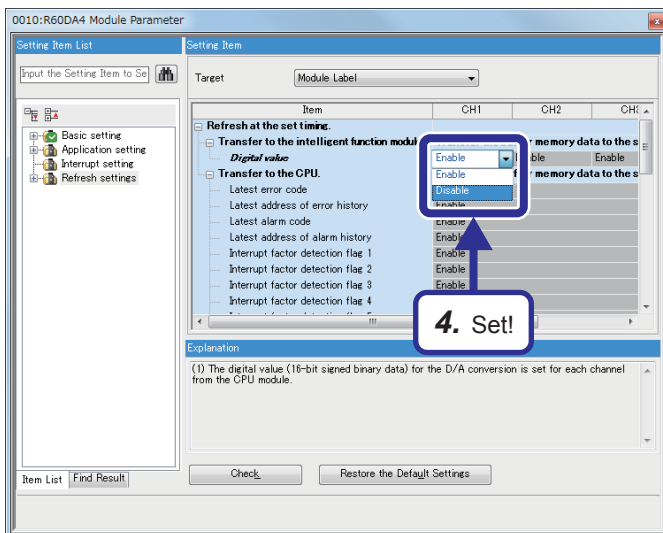 0010:R60DA4 Module Parameter
Setting Item List
Setting Item
Input the Setting Item to Se
Target
Module Label
Item CH1 CH2 CH
Refresh at the set timing.
Transfer to the intelligent function modul r memory data to the s
Digital value Enable ble Enable
Enable
Disable
Transfer to the CPU. memory data to the s
Latest error code
Latest address of error history Enable
Latest alarm code Enable
Latest address of alarm history Enable
Interrupt factor detection flag 1 Enable
Interrupt factor detection flag 2 Enable
Interrupt factor detection flag 3 Enable
Interrupt factor detection flag 4
Basic setting
Application setting
Interrupt setting
Refresh settings
4. Set!
Explanation
(1) The digital value (16-bit signed binary data) for the D/A conversion is set for each channel
from the CPU module.
Item List Find Result
Check
Restore the Default Settings